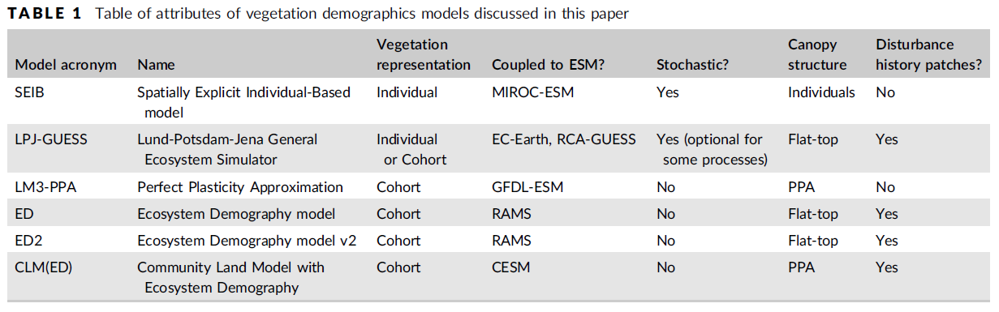 TABLE 1 Table of attributes of vegetation demographics models discussed in this paper
Model acronym Name Vegetation representation Coupled to ESM? Stochastic? Canopy structure Disturbance history patches?
SEIB Spatially Explicit Individual-Based model Individual MIROC-ESM Yes Individuals No
LPJ-GUESS Lund-Potsdam-Jena General Ecosystem Simulator Individual or Cohort EC-Earth, RCA-GUESS Yes (optional for some processes) Flat-top Yes
LM3-PPA Perfect Plasticity Approximation Cohort GFDL-ESM No PPA No
ED Ecosystem Demography model Cohort RAMS No Flat-top Yes
ED2 Ecosystem Demography model v2 Cohort RAMS No Flat-top Yes
CLM(ED) Community Land Model with Ecosystem Demography Cohort CESM No PPA Yes